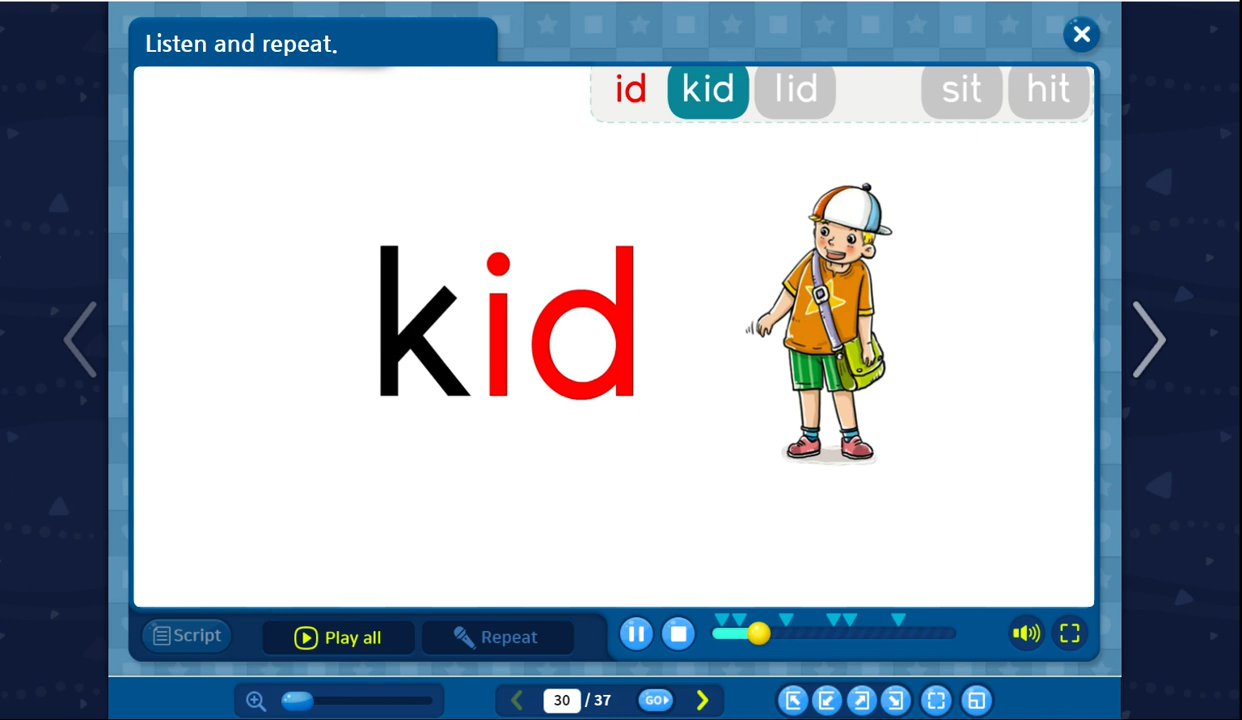 Listen and repeat.
id kid lid sit hit
kid
Script Play all Repeat
30 / 37 GO